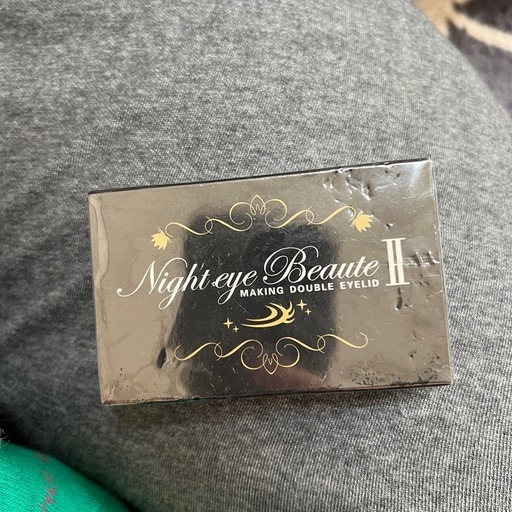 Night eye Beaute II
MAKING DOUBLE EYELID